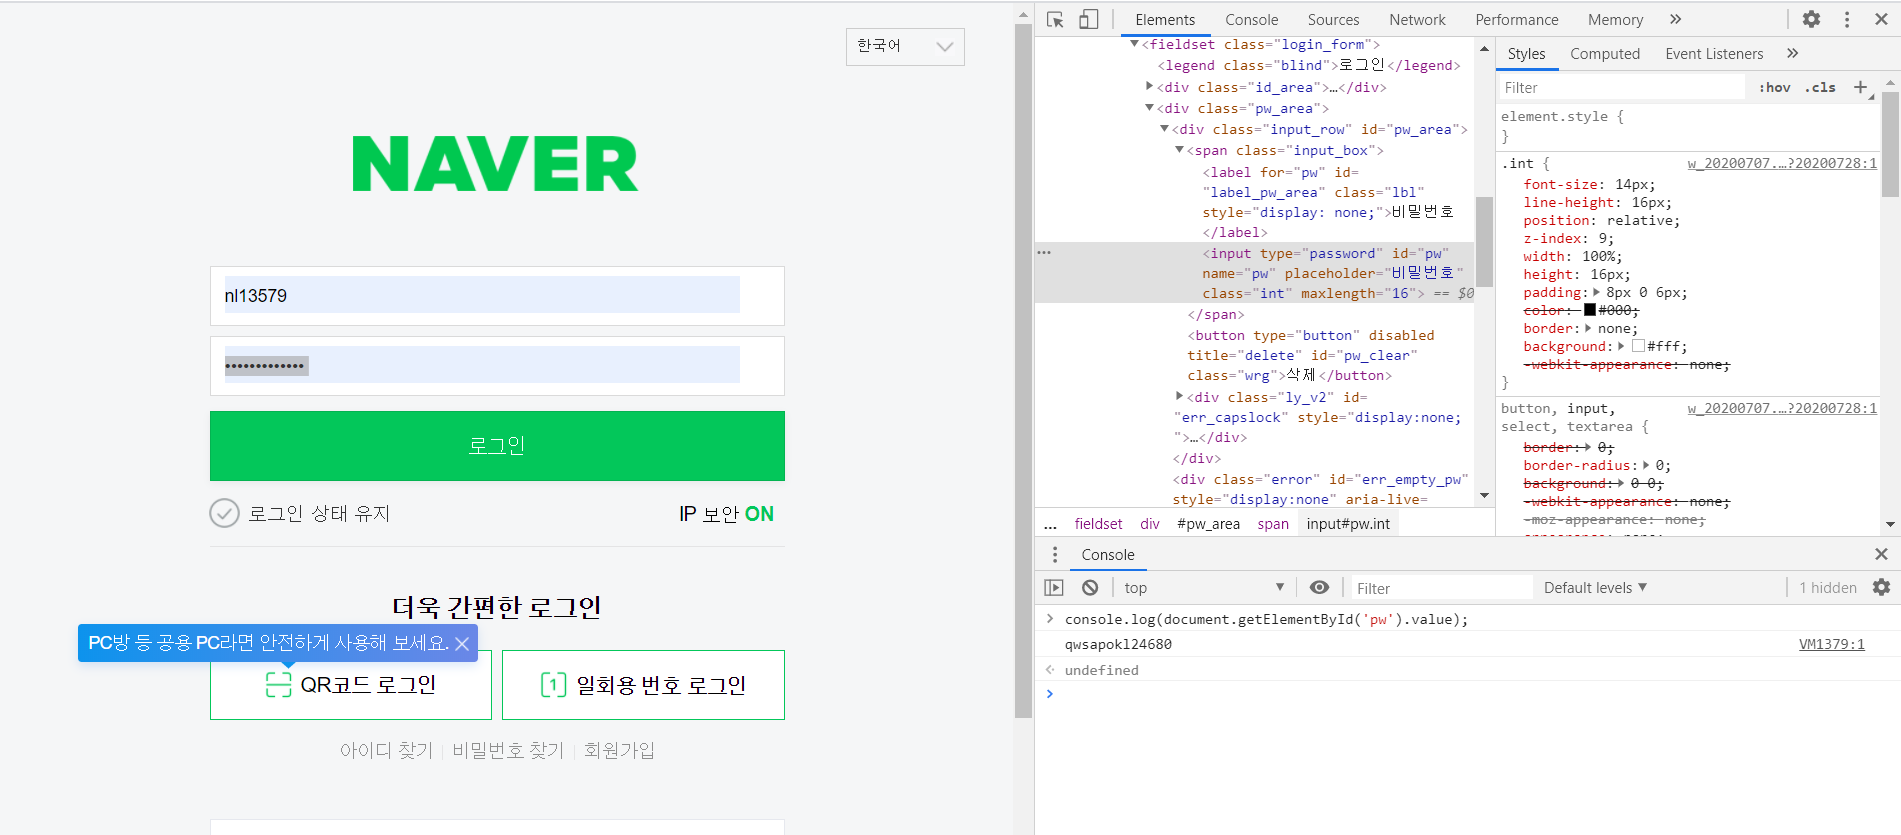 한국어
NAVER
nl13579
•••••••••••••
로그인
로그인 상태 유지
IP 보안 ON
더욱 간편한 로그인
PC방 등 공용 PC라면 안전하게 사용해 보세요.
QR코드 로그인
1 일회용 번호 로그인
아이디 찾기
비밀번호 찾기
회원가입
Elements Console Sources Network Performance Memory »
▼<fieldset class="login_form">
<legend class="blind">로그인</legend>
▶<div class="id_area">…</div>
▼<div class="pw_area">
▼<div class="input_row" id="pw_area">
▼<span class="input_box">
<label for="pw" id=
"label_pw_area" class="lbl"
style="display: none;">비밀번호
</label>
<input type="password" id="pw"
name="pw" placeholder="비밀번호"
class="int" maxlength="16"> == $0
</span>
<button type="button" disabled
title="delete" id="pw_clear"
class="wrg">삭제</button>
▶<div class="ly_v2" id=
"err_capslock" style="display:none;
">…</div>
</div>
<div class="error" id="err_empty_pw"
style="display:none" aria-live=
... fieldset div #pw_area span input#pw.int
Styles Computed Event Listeners »
Filter :hov .cls +
element.style {
}
.int { w_20200707.…?20200728:1
font-size: 14px;
line-height: 16px;
position: relative;
z-index: 9;
width: 100%;
height: 16px;
padding:▶8px 0 6px;
color: #000;
border:▶none;
background:▶#fff;
-webkit-appearance: none;
}
button, input, w_20200707.…?20200728:1
select, textarea {
border:▶0;
border-radius:▶0;
background:▶0 0;
-webkit-appearance: none;
-moz-appearance: none;
appearance: none;
Console
top Filter Default levels 1 hidden
> console.log(document.getElementById('pw').value);
qwsapokl24680 VM1379:1
undefined
>